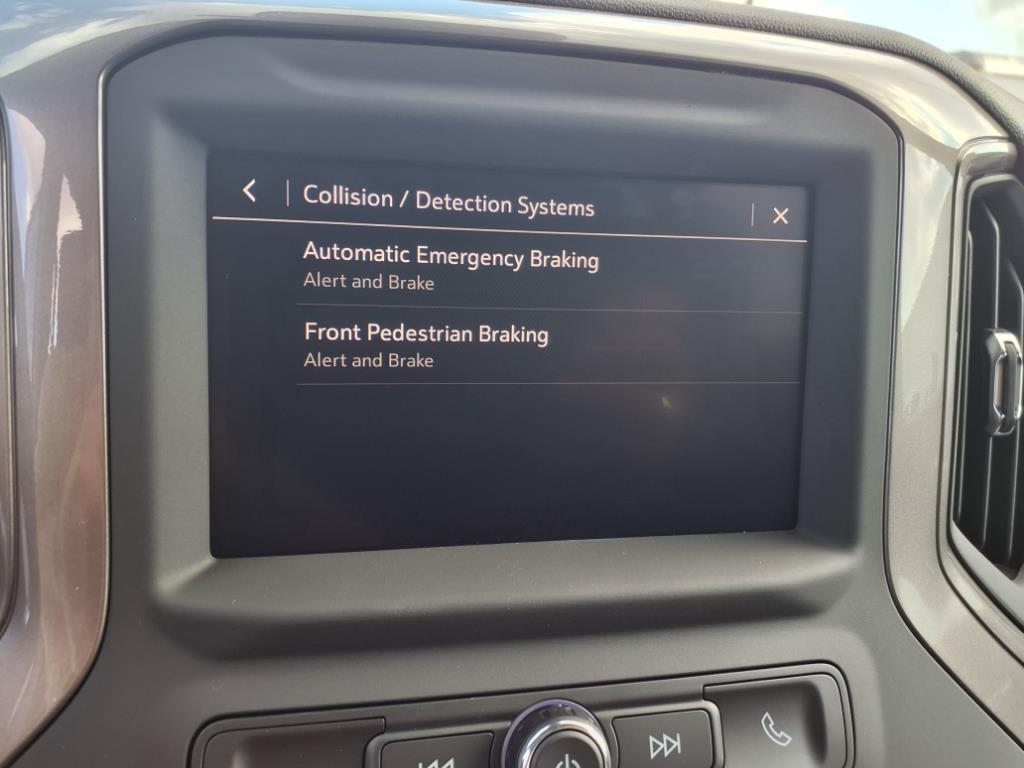 Collision / Detection Systems
Automatic Emergency Braking
Alert and Brake
Front Pedestrian Braking
Alert and Brake